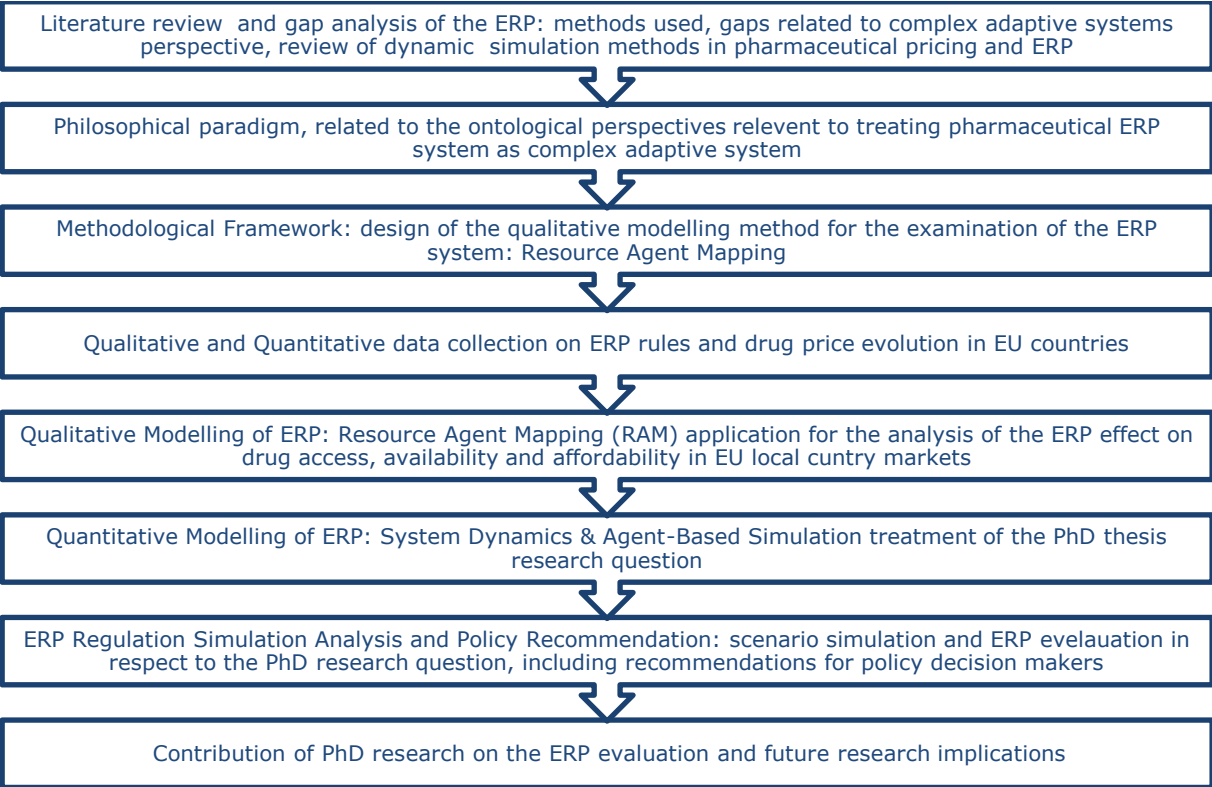 Literature review  and gap analysis of the ERP: methods used, gaps related to complex adaptive systems
perspective, review of dynamic  simulation methods in pharmaceutical pricing and ERP
Philosophical paradigm, related to the ontological perspectives relevent to treating pharmaceutical ERP
system as complex adaptive system
Methodological Framework: design of the qualitative modelling method for the examination of the ERP
system: Resource Agent Mapping
Qualitative and Quantitative data collection on ERP rules and drug price evolution in EU countries
Qualitative Modelling of ERP: Resource Agent Mapping (RAM) application for the analysis of the ERP effect on
drug access, availability and affordability in EU local cuntry markets
Quantitative Modelling of ERP: System Dynamics & Agent-Based Simulation treatment of the PhD thesis
research question
ERP Regulation Simulation Analysis and Policy Recommendation: scenario simulation and ERP evelauation in
respect to the PhD research question, including recommendations for policy decision makers
Contribution of PhD research on the ERP evaluation and future research implications